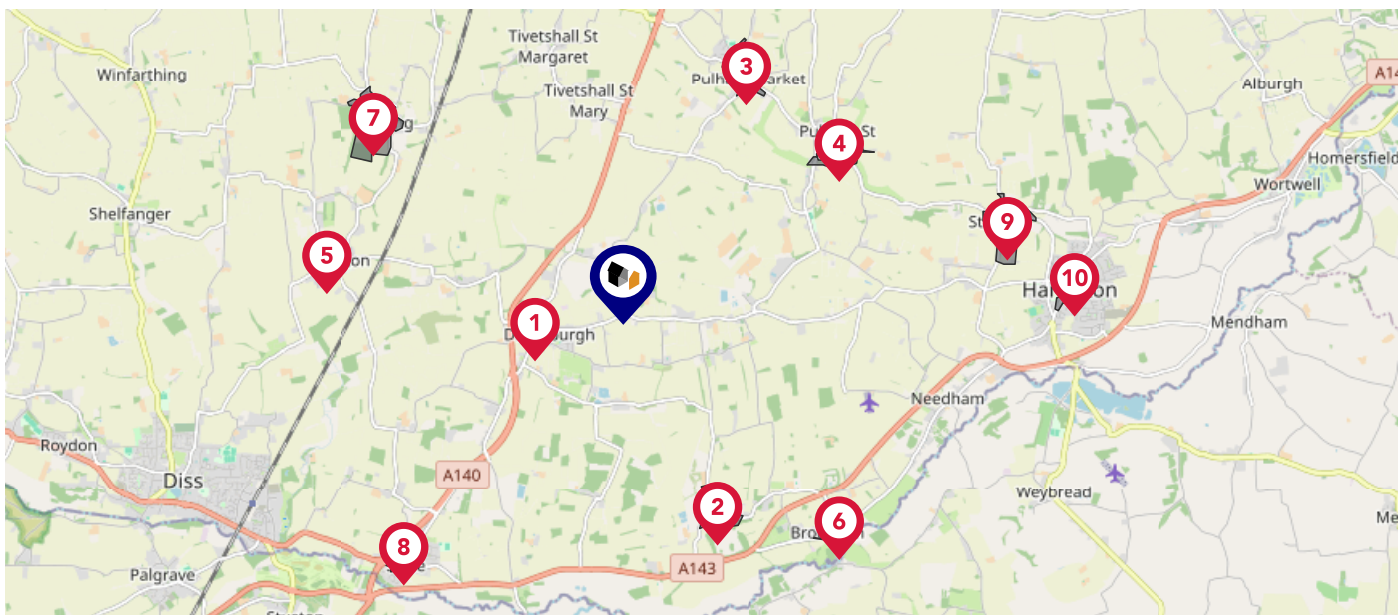 Tivetshall St
Margaret
Winfarthing
3
Alburgh
A14
Tivetshall St
Mary
7
4
Homersfield
Wortwell
Shelfanger
9
5
10
Mendham
1
Needham
Roydon
A140
Diss
Weybread
2
6
8
A143
Palgrave